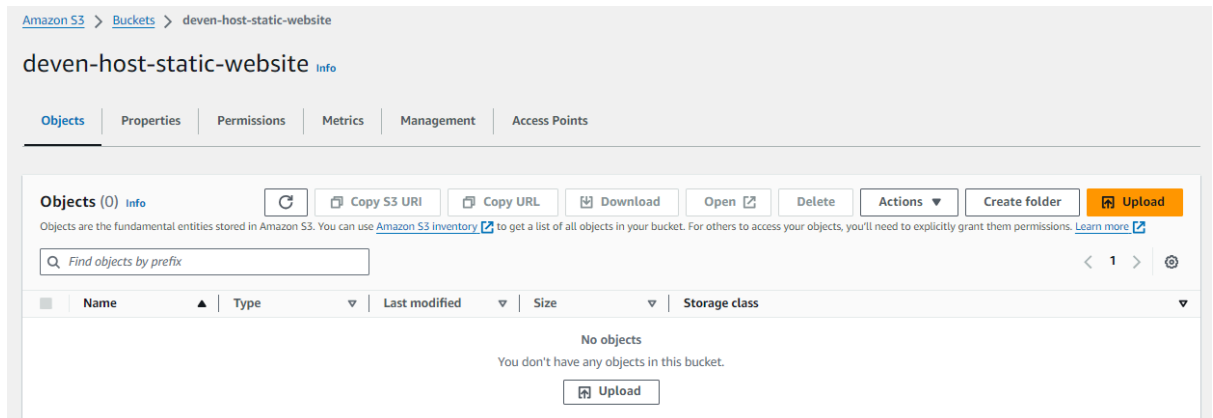 Amazon S3 > Buckets > deven-host-static-website
deven-host-static-website Info
Objects Properties Permissions Metrics Management Access Points
Objects (0) Info Copy S3 URI Copy URL Download Open Delete Actions ▼ Create folder Upload
Objects are the fundamental entities stored in Amazon S3. You can use Amazon S3 inventory to get a list of all objects in your bucket. For others to access your objects, you'll need to explicitly grant them permissions. Learn more
Find objects by prefix < 1 >
Name Type Last modified Size Storage class
No objects
You don't have any objects in this bucket.
Upload